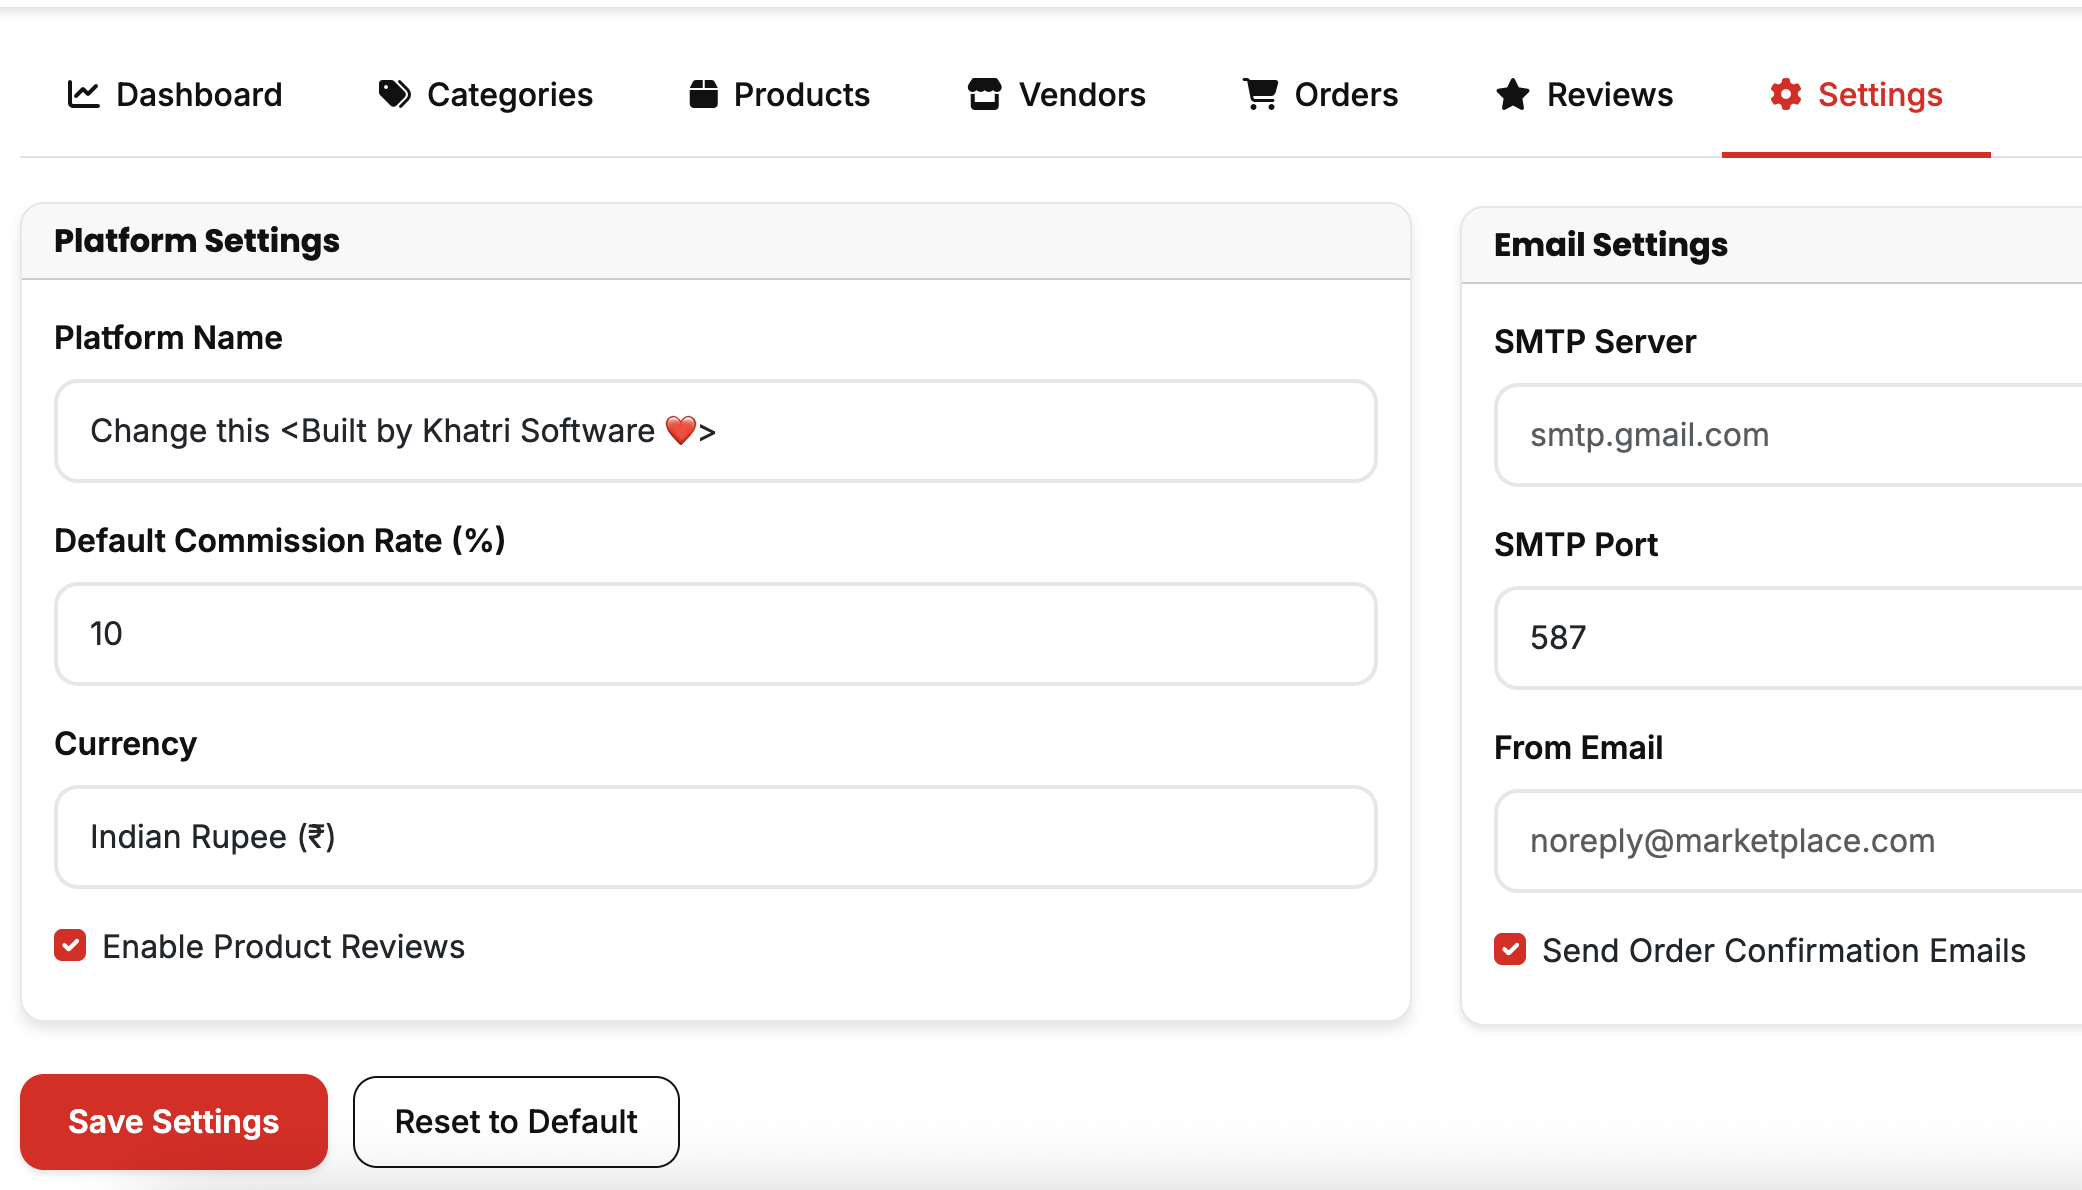 Dashboard
Categories
Products
Vendors
Orders
Reviews
Settings
Platform Settings
Platform Name
Change this <Built by Khatri Software ❤️>
Default Commission Rate (%)
10
Currency
Indian Rupee (₹)
Enable Product Reviews
Email Settings
SMTP Server
smtp.gmail.com
SMTP Port
587
From Email
noreply@marketplace.com
Send Order Confirmation Emails
Save Settings
Reset to Default